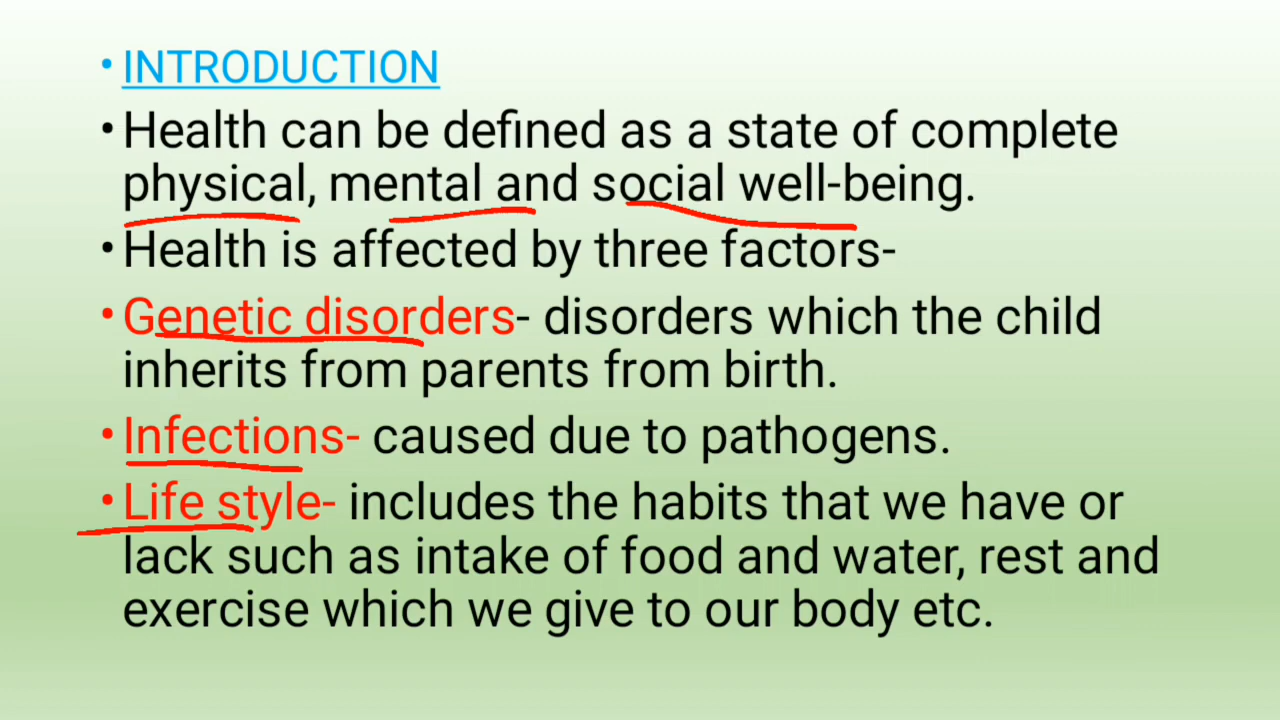 • INTRODUCTION
• Health can be defined as a state of complete
physical, mental and social well-being.
• Health is affected by three factors-
• Genetic disorders- disorders which the child
inherits from parents from birth.
• Infections- caused due to pathogens.
• Life style- includes the habits that we have or
lack such as intake of food and water, rest and
exercise which we give to our body etc.